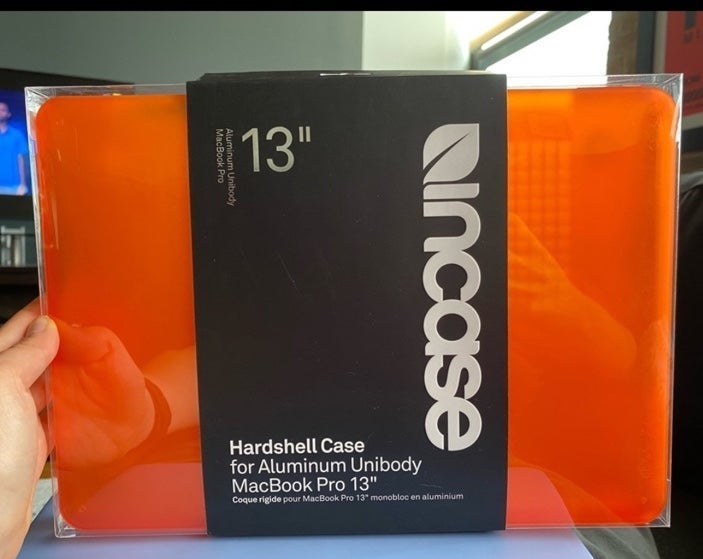 13"
Aluminum Unibody
MacBook Pro
incase
Hardshell Case
for Aluminum Unibody
MacBook Pro 13"
Coque rigide pour MacBook Pro 13" monobloc en aluminium